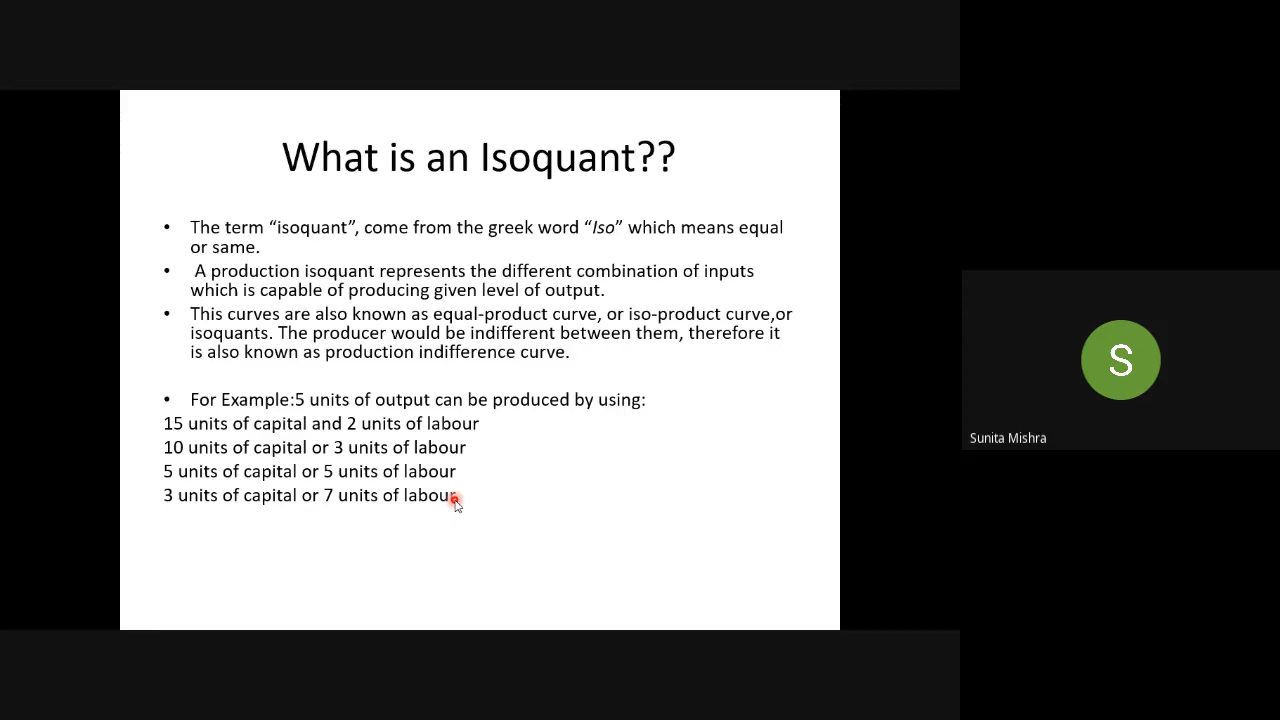 What is an Isoquant??
• The term “isoquant”, come from the greek word “Iso” which means equal
or same.
• A production isoquant represents the different combination of inputs
which is capable of producing given level of output.
• This curves are also known as equal-product curve, or iso-product curve,or
isoquants. The producer would be indifferent between them, therefore it
is also known as production indifference curve.
• For Example:5 units of output can be produced by using:
15 units of capital and 2 units of labour
10 units of capital or 3 units of labour
5 units of capital or 5 units of labour
3 units of capital or 7 units of labour
S
Sunita Mishra